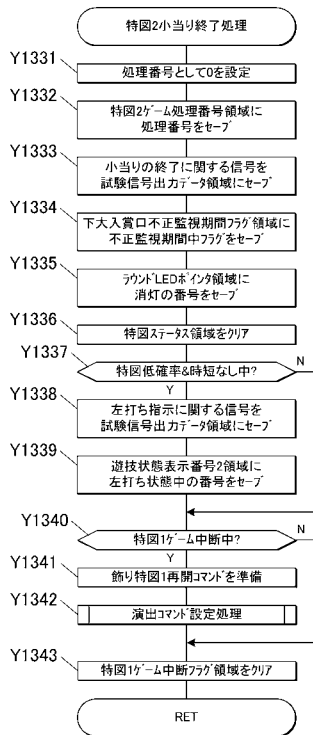 特図2小当り終了処理
Y1331
処理番号として0を設定
Y1332
特図2ゲーム処理番号領域に
処理番号をセーブ
Y1333
小当りの終了に関する信号を
試験信号出力データ領域にセーブ
Y1334
下大入賞口不正監視期間フラグ領域に
不正監視期間中フラグをセーブ
Y1335
ラウンドLEDポインタ領域に
消灯の番号をセーブ
Y1336
特図ステータス領域をクリア
Y1337
特図低確率&時短なし中?
N
Y
Y1338
左打ち指示に関する信号を
試験信号出力データ領域にセーブ
Y1339
遊技状態表示番号2領域に
左打ち状態中の番号をセーブ
Y1340
特図1ゲーム中断中?
N
Y
Y1341
飾り特図1再開コマンドを準備
Y1342
演出コマンド設定処理
Y1343
特図1ゲーム中断フラグ領域をクリア
RET